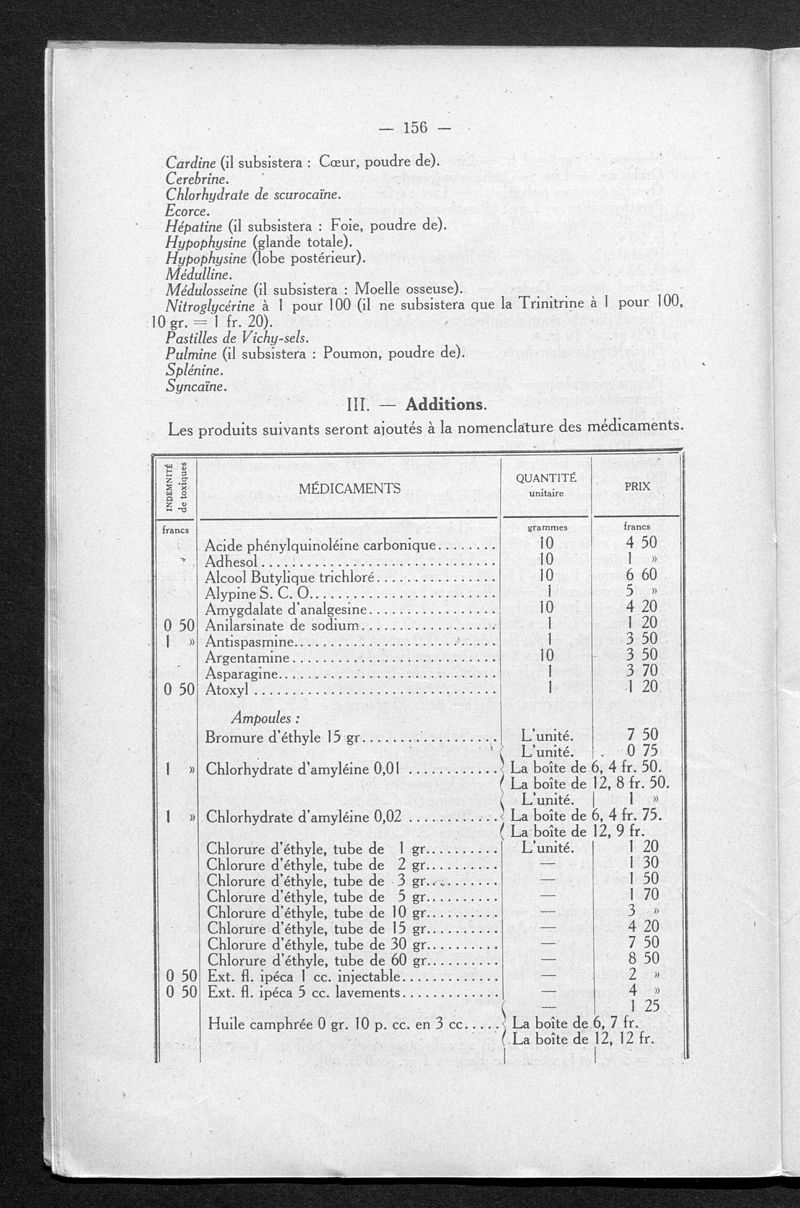 — 156 —
Cardine (il subsistera : Cœur, poudre de).
Cerebrine.
Chlorhydrate de scurocaïne.
Ecorce.
Hépatine (il subsistera : Foie, poudre de).
Hypophysine (glande totale).
Hypophysine (lobe postérieur).
Médulline.
Médulosseine (il subsistera : Moelle osseuse).
Nitroglycérine à 1 pour 100 (il ne subsistera que la Trinitrine à 1 pour 100,
10 gr. = 1 fr. 20).
Pastilles de Vichy-sels.
Pulmine (il subsistera : Poumon, poudre de).
Splénine.
Syncaïne.
III. — Additions.
Les produits suivants seront ajoutés à la nomenclature des médicaments.
INDEMNITÉ de toxiques MÉDICAMENTS QUANTITÉ unitaire PRIX
francs grammes francs
Acide phénylquinoléine carbonique........ 10 4 50
Adhesol............................... 10 1 »
Alcool Butylique trichloré................ 10 6 60
Alypine S. C. O......................... 1 5 »
Amygdalate d'analgesine................. 10 4 20
0 50 Anilarsinate de sodium.................. 1 1 20
1 » Antispasmine........................... 1 3 50
Argentamine........................... 10 3 50
Asparagine............................. 1 3 70
0 50 Atoxyl................................ 1 1 20
Ampoules :
Bromure d'éthyle 15 gr.................. L'unité. 7 50
L'unité. 0 75
1 » Chlorhydrate d'amyléine 0,01 ............ La boîte de 6, 4 fr. 50.
La boîte de 12, 8 fr. 50.
L'unité. 1 »
1 » Chlorhydrate d'amyléine 0,02 ............ La boîte de 6, 4 fr. 75.
La boîte de 12, 9 fr.
Chlorure d'éthyle, tube de 1 gr.......... L'unité. 1 20
Chlorure d'éthyle, tube de 2 gr.......... — 1 30
Chlorure d'éthyle, tube de 3 gr.......... — 1 50
Chlorure d'éthyle, tube de 5 gr.......... — 1 70
Chlorure d'éthyle, tube de 10 gr.......... — 3 »
Chlorure d'éthyle, tube de 15 gr.......... — 4 20
Chlorure d'éthyle, tube de 30 gr.......... — 7 50
Chlorure d'éthyle, tube de 60 gr.......... — 8 50
0 50 Ext. fl. ipéca 1 cc. injectable............. — 2 »
0 50 Ext. fl. ipéca 5 cc. lavements............. — 4 »
— 1 25
Huile camphrée 0 gr. 10 p. cc. en 3 cc..... La boîte de 6, 7 fr.
La boîte de 12, 12 fr.